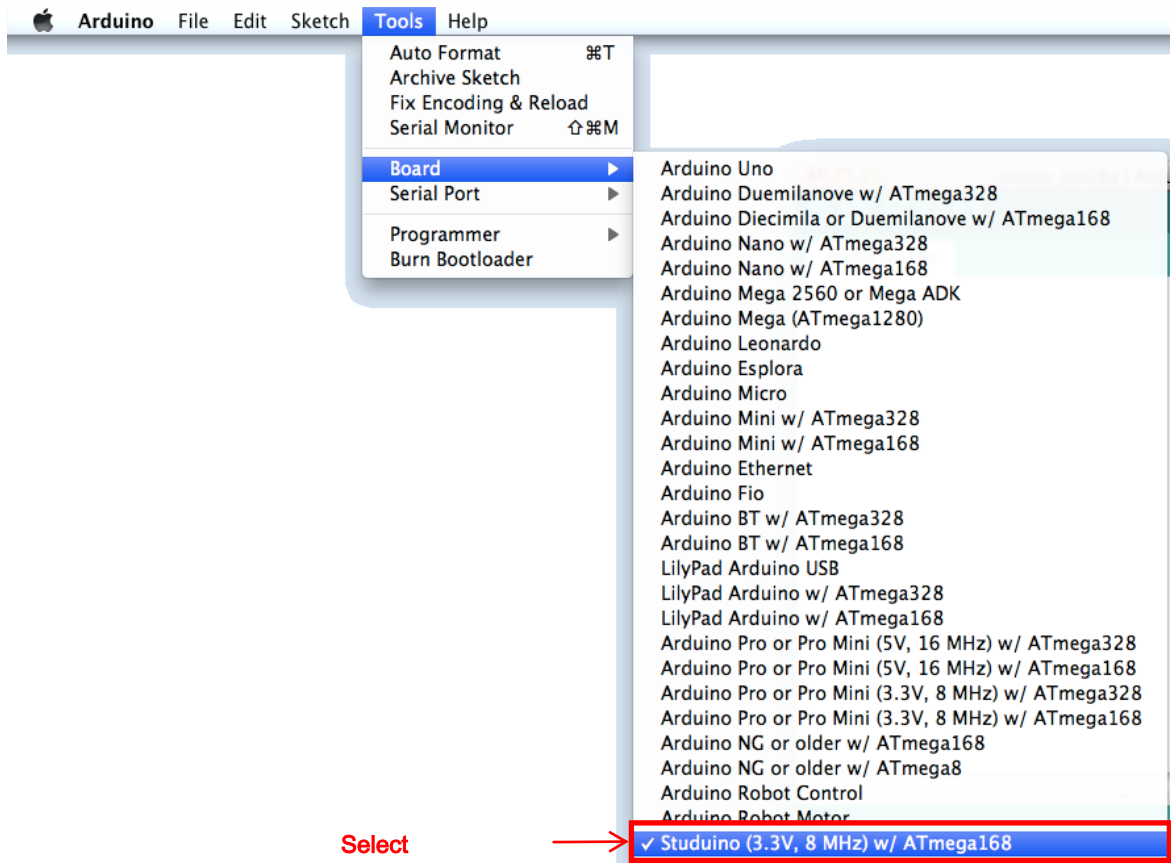 Arduino File Edit Sketch Tools Help
Auto Format ⌘T
Archive Sketch
Fix Encoding & Reload
Serial Monitor ⇧⌘M
Board
Serial Port
Programmer
Burn Bootloader
Arduino Uno
Arduino Duemilanove w/ ATmega328
Arduino Diecimila or Duemilanove w/ ATmega168
Arduino Nano w/ ATmega328
Arduino Nano w/ ATmega168
Arduino Mega 2560 or Mega ADK
Arduino Mega (ATmega1280)
Arduino Leonardo
Arduino Esplora
Arduino Micro
Arduino Mini w/ ATmega328
Arduino Mini w/ ATmega168
Arduino Ethernet
Arduino Fio
Arduino BT w/ ATmega328
Arduino BT w/ ATmega168
LilyPad Arduino USB
LilyPad Arduino w/ ATmega328
LilyPad Arduino w/ ATmega168
Arduino Pro or Pro Mini (5V, 16 MHz) w/ ATmega328
Arduino Pro or Pro Mini (5V, 16 MHz) w/ ATmega168
Arduino Pro or Pro Mini (3.3V, 8 MHz) w/ ATmega328
Arduino Pro or Pro Mini (3.3V, 8 MHz) w/ ATmega168
Arduino NG or older w/ ATmega168
Arduino NG or older w/ ATmega8
Arduino Robot Control
Arduino Robot Motor
Select
✓ Studuino (3.3V, 8 MHz) w/ ATmega168